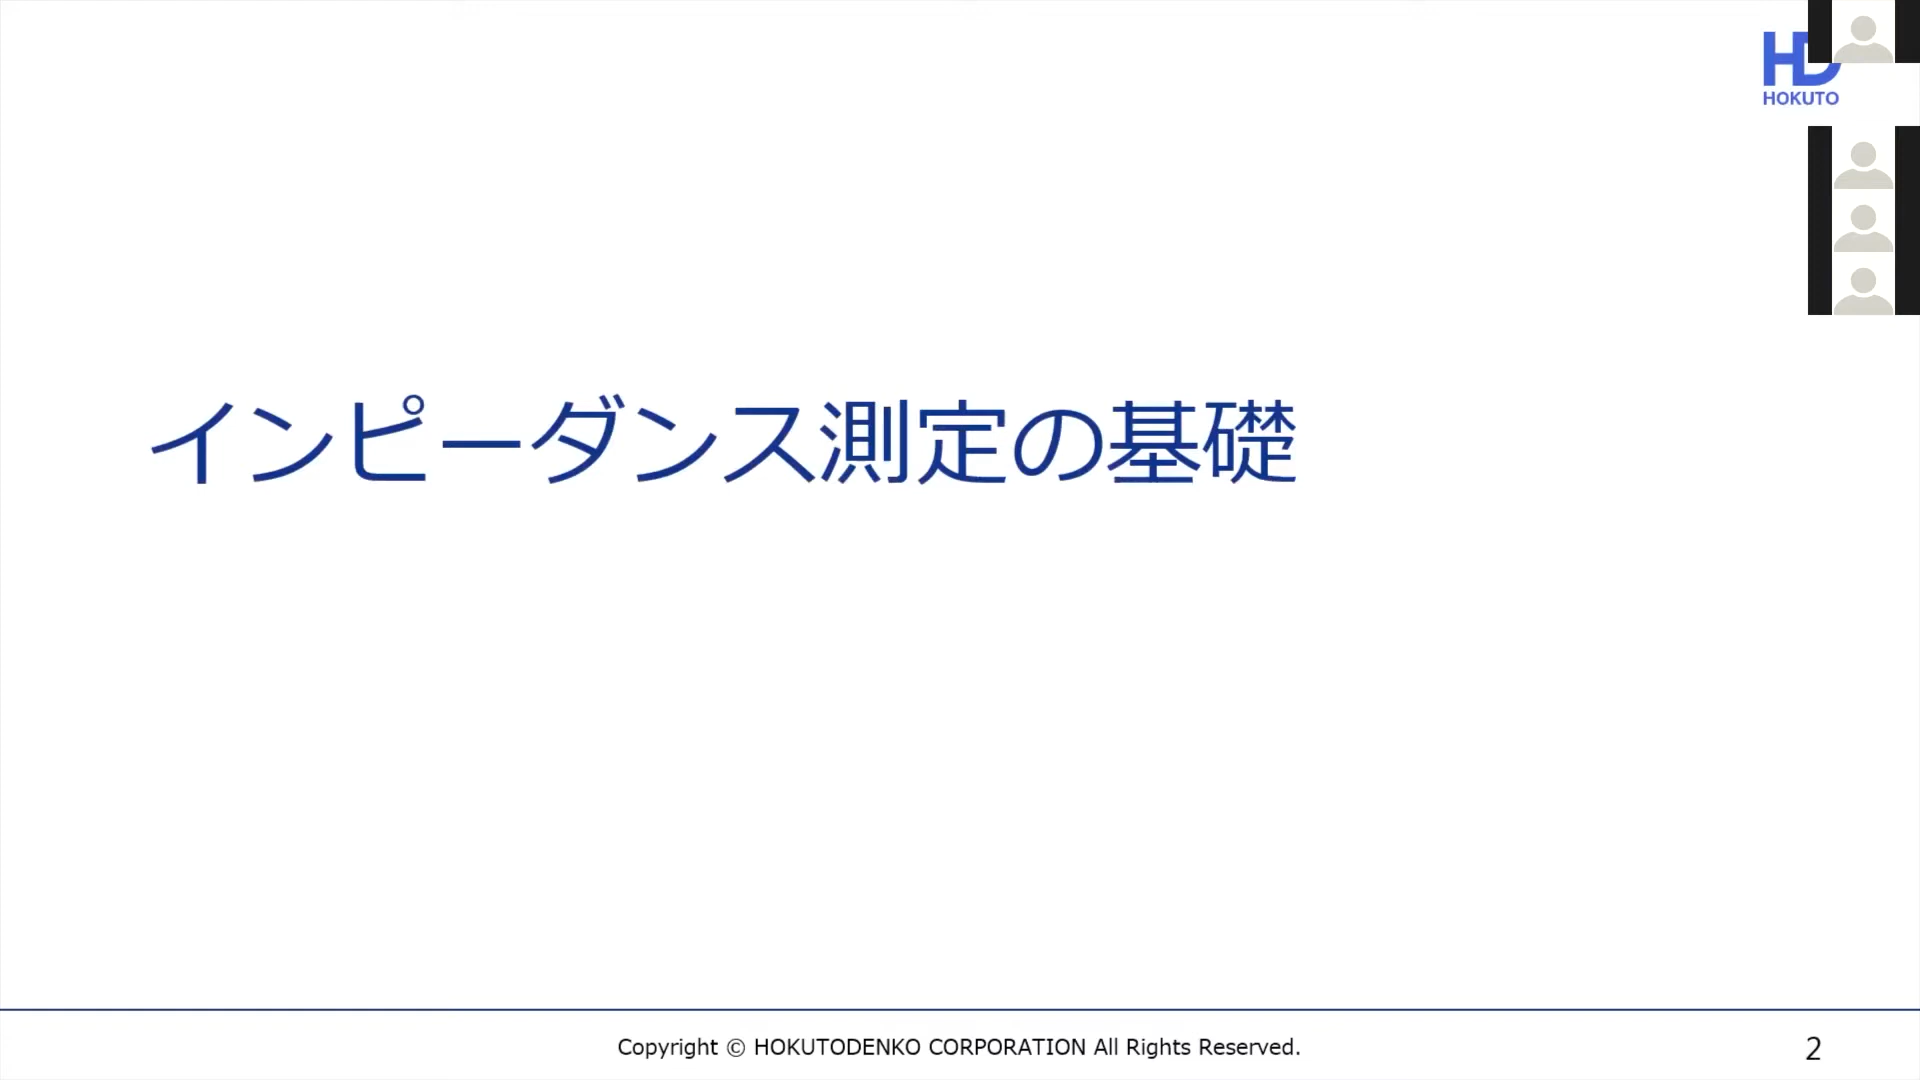 HD
HOKUTO
インピーダンス測定の基礎
Copyright © HOKUTODENKO CORPORATION All Rights Reserved.
2